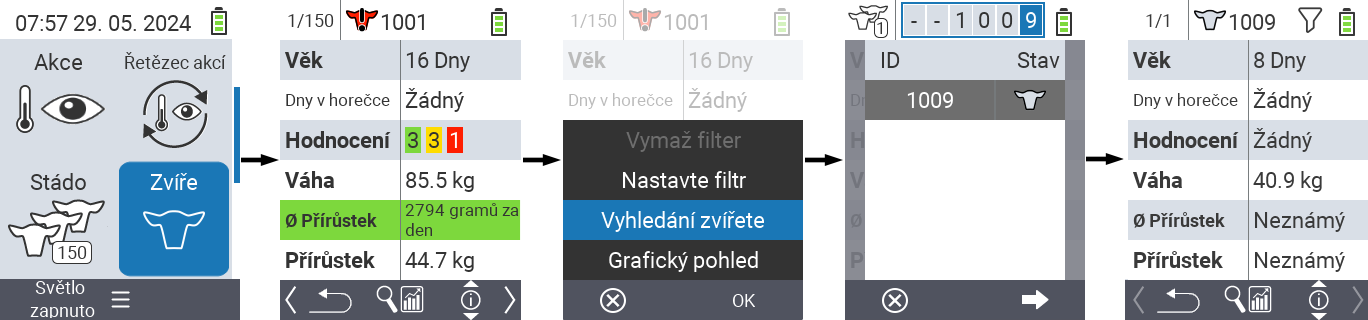 07:57 29. 05. 2024
Akce
Řetězec akcí
Stádo
150
Zvíře
Světlo
zapnuto
1/150
1001
Věk
16 Dny
Dny v horečce
Žádný
Hodnocení
3 3 1
Váha
85.5 kg
Ø Přírůstek
2794 gramů za
den
Přírůstek
44.7 kg
1/150
1001
Věk
16 Dny
Dny v horečce
Žádný
Vymaž filter
Nastavte filtr
Vyhledání zvířete
Grafický pohled
OK
1
- - 1 0 0 9
ID
Stav
1009
1/1
1009
Věk
8 Dny
Dny v horečce
Žádný
Hodnocení
Žádný
Váha
40.9 kg
Ø Přírůstek
Neznámý
Přírůstek
Neznámý